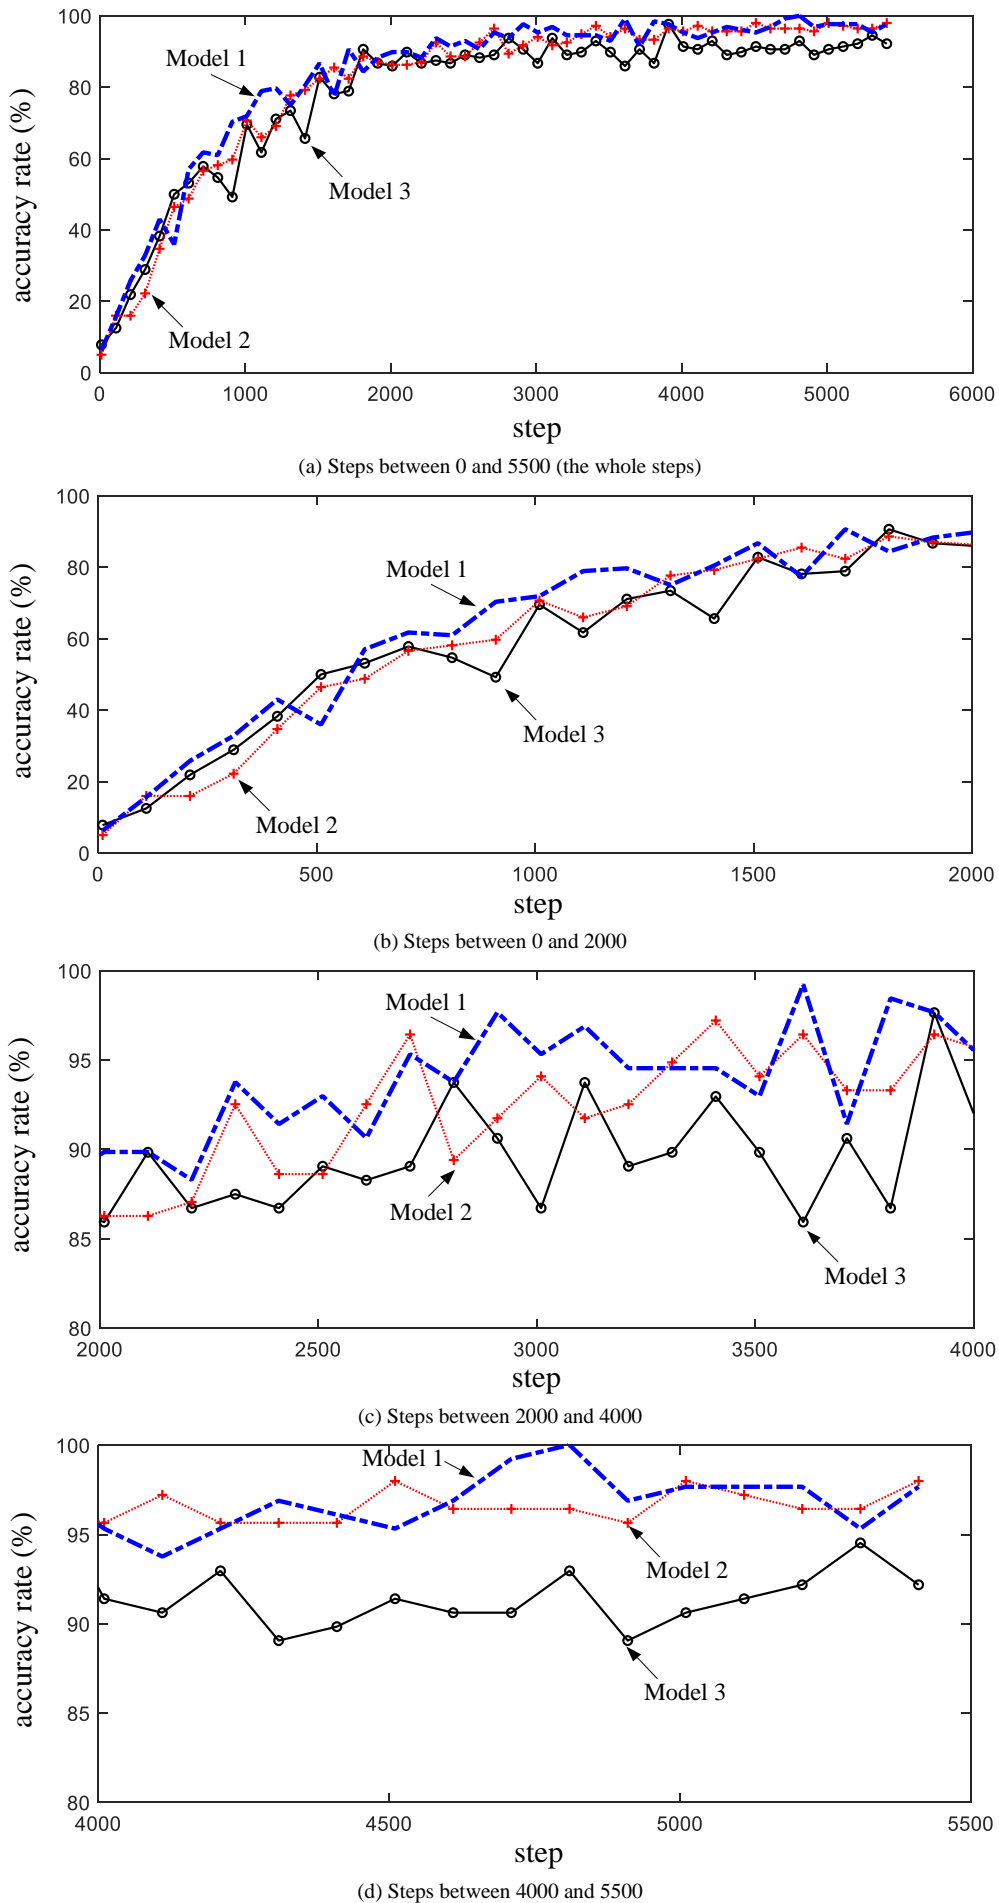 100
80
60
40
20
0
accuracy rate (%)
Model 1
Model 3
Model 2
0 1000 2000 3000 4000 5000 6000
step
(a) Steps between 0 and 5500 (the whole steps)
100
80
60
40
20
0
accuracy rate (%)
Model 1
Model 3
Model 2
0 500 1000 1500 2000
step
(b) Steps between 0 and 2000
100
95
90
85
80
accuracy rate (%)
Model 1
Model 2
Model 3
2000 2500 3000 3500 4000
step
(c) Steps between 2000 and 4000
100
95
90
85
80
accuracy rate (%)
Model 1
Model 2
Model 3
4000 4500 5000 5500
step
(d) Steps between 4000 and 5500